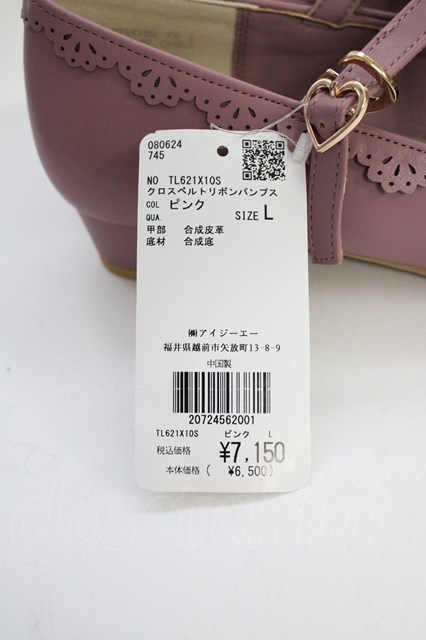 080624
745
NO TL621X10S
クロスベルトリボンパンプス
COL ピンク
QUA. SIZE L
甲部 合成皮革
底材 合成底
㈱アイジーエー
福井県越前市矢放町13-8-9
中国製
20724562001
TL621X10S ピンク L
税込価格 ¥7,150
本体価格( ¥6,500)